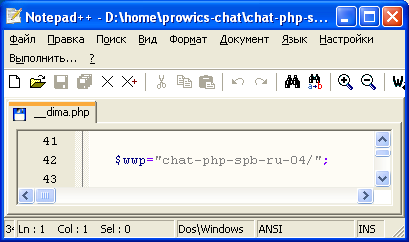 Notepad++ - D:\home\prowics-chat\chat-php-s...
Файл Правка Поиск Вид Формат Документ Язык Настройки
Выполнить... ?
__dima.php
41
42 $wwp="chat-php-spb-ru-04/";
43
Ln : 1 Col : 1 Sel : 0 Dos\Windows ANSI INS